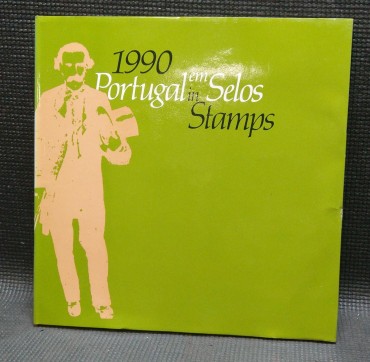 1990
Portugal em Selos
in
Stamps